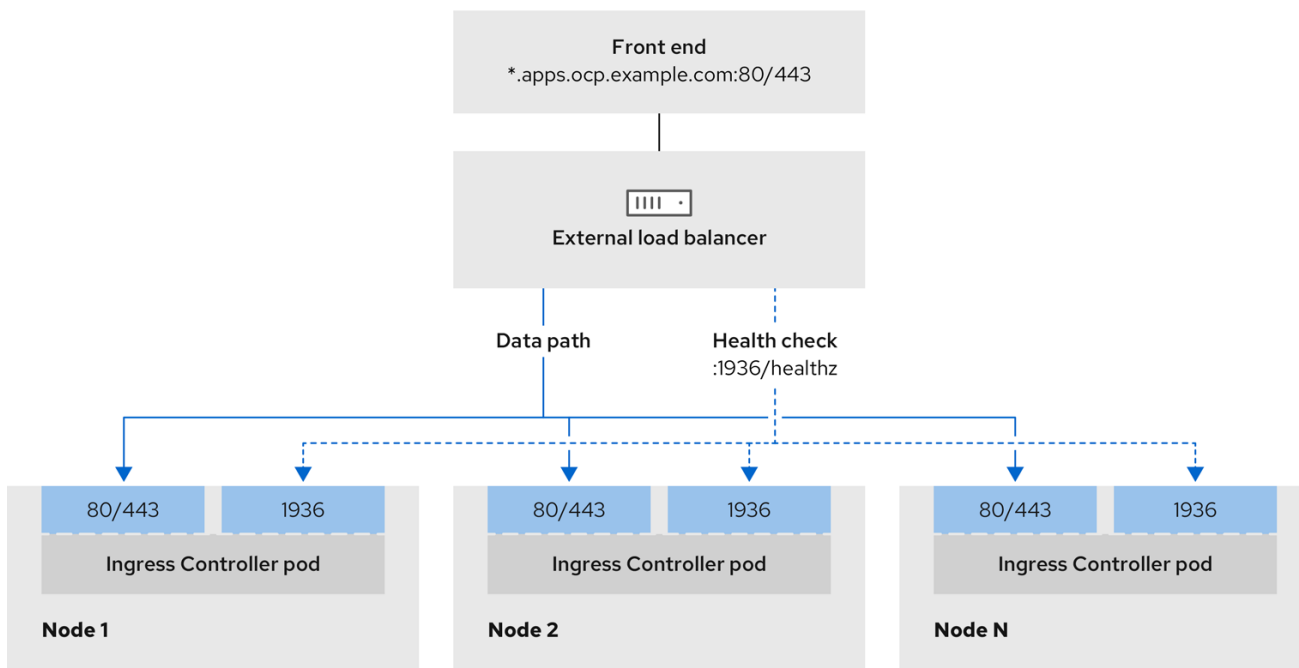 Front end
*.apps.ocp.example.com:80/443
External load balancer
Data path
Health check
:1936/healthz
80/443
1936
80/443
1936
80/443
1936
Ingress Controller pod
Ingress Controller pod
Ingress Controller pod
Node 1
Node 2
Node N